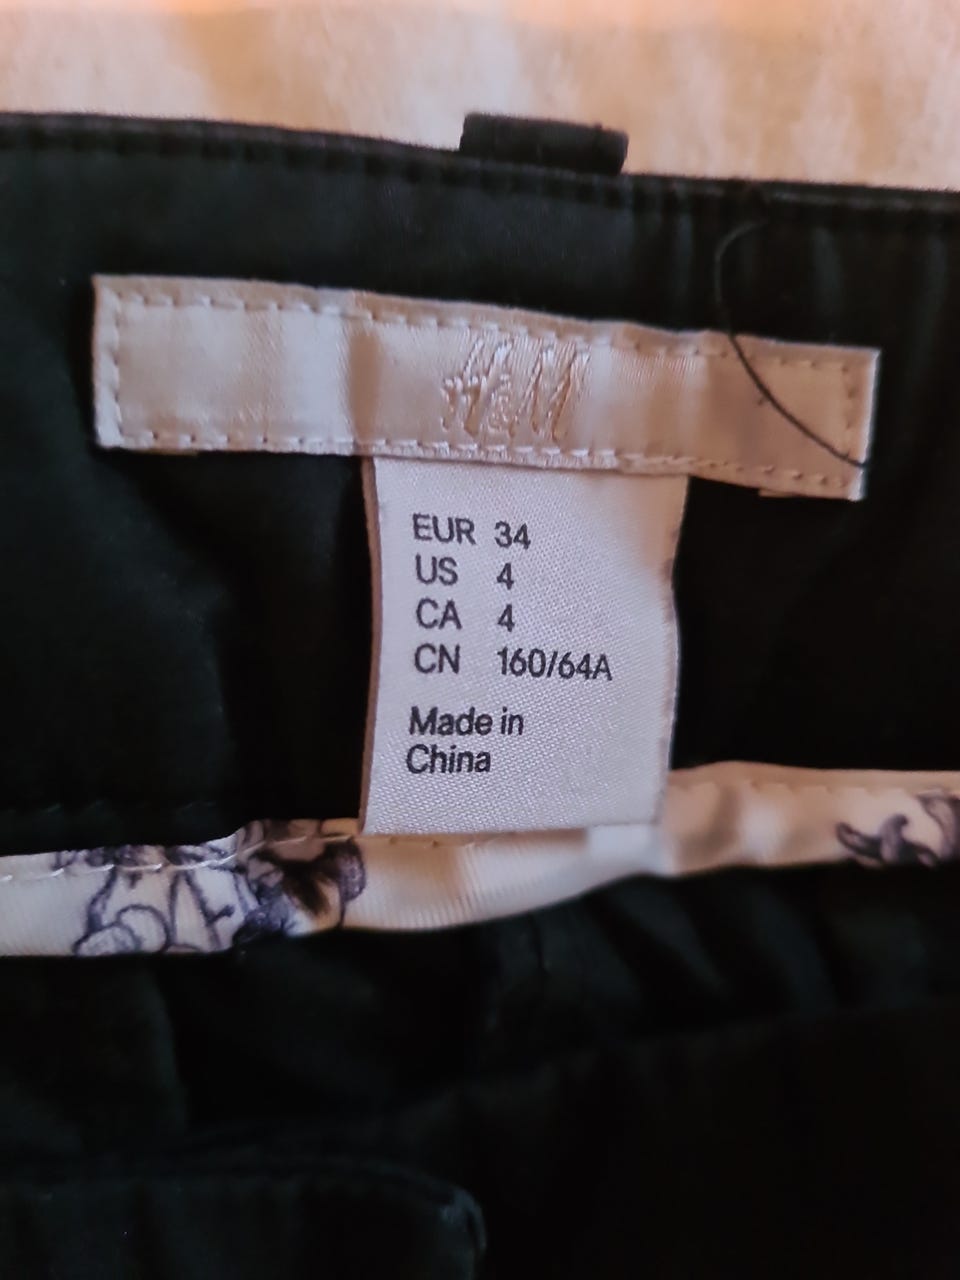 H&M
EUR 34
US 4
CA 4
CN 160/64A
Made in
China